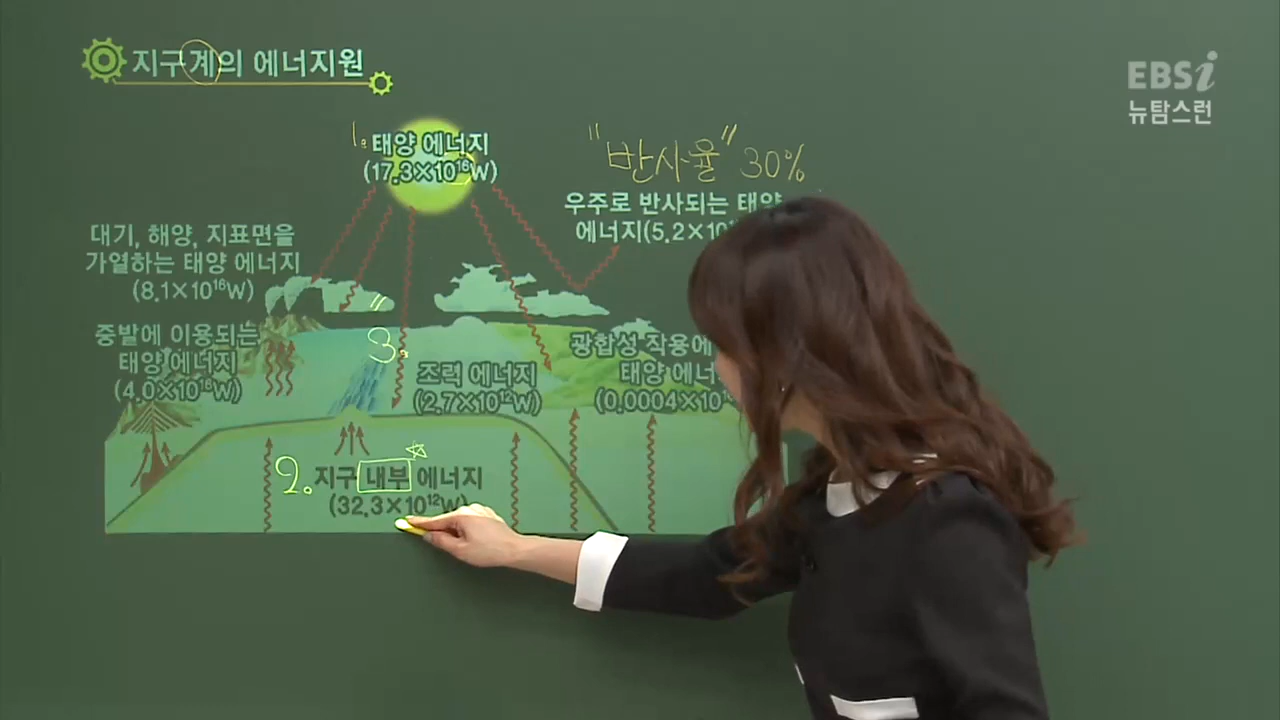 지구계의 에너지원
EBSi
뉴탐스런
1. 태양 에너지
(17.3×10¹⁶W)
"반사율" 30%
우주로 반사되는 태양
에너지(5.2×10
대기, 해양, 지표면을
가열하는 태양 에너지
(8.1×10¹⁶W)
증발에 이용되는
태양 에너지
(4.0×10¹⁶W)
3.
조력 에너지
(2.7×10¹²W)
광합성 작용에
태양 에너
(0.0004×10
2. 지구 내부 에너지
(32.3×10¹²W)